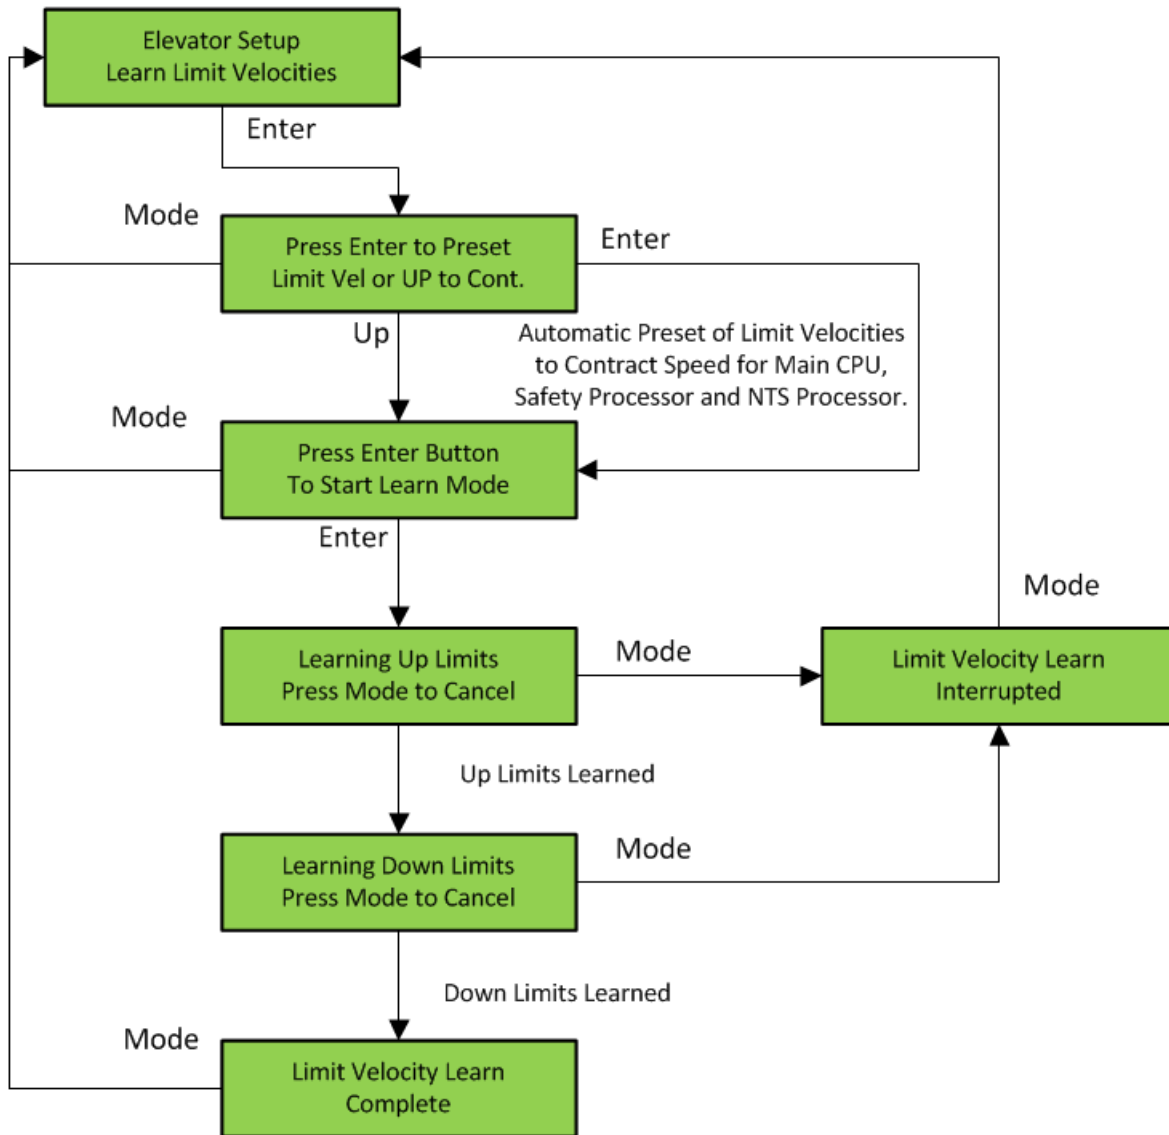 Elevator Setup
Learn Limit Velocities
Enter
Mode
Press Enter to Preset
Limit Vel or UP to Cont.
Enter
Up
Automatic Preset of Limit Velocities
to Contract Speed for Main CPU,
Safety Processor and NTS Processor.
Mode
Press Enter Button
To Start Learn Mode
Enter
Mode
Learning Up Limits
Press Mode to Cancel
Mode
Limit Velocity Learn
Interrupted
Up Limits Learned
Learning Down Limits
Press Mode to Cancel
Mode
Down Limits Learned
Mode
Limit Velocity Learn
Complete